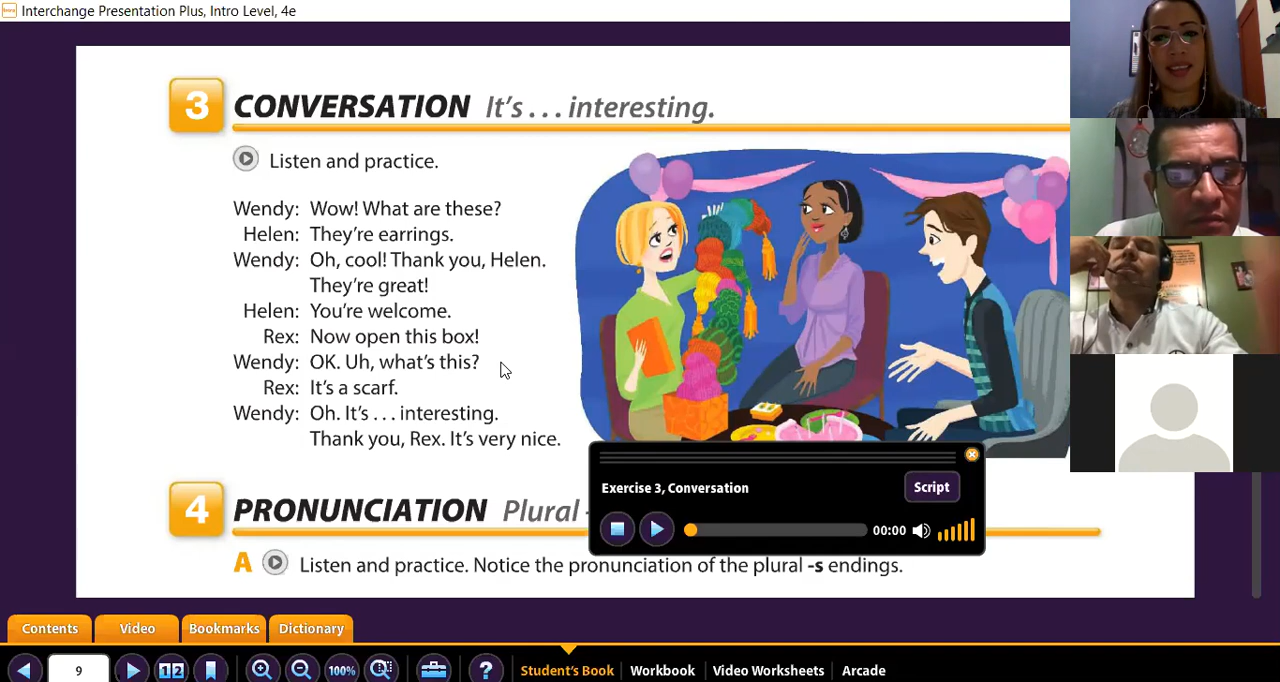 Interchange Presentation Plus, Intro Level, 4e
3 CONVERSATION It's . . . interesting.
Listen and practice.
Wendy: Wow! What are these?
Helen: They're earrings.
Wendy: Oh, cool! Thank you, Helen.
They're great!
Helen: You're welcome.
Rex: Now open this box!
Wendy: OK. Uh, what's this?
Rex: It's a scarf.
Wendy: Oh. It's . . . interesting.
Thank you, Rex. It's very nice.
Exercise 3, Conversation Script
00:00
4 PRONUNCIATION Plural -
A Listen and practice. Notice the pronunciation of the plural -s endings.
Contents Video Bookmarks Dictionary
9 1 2 100% ? Student's Book Workbook Video Worksheets Arcade